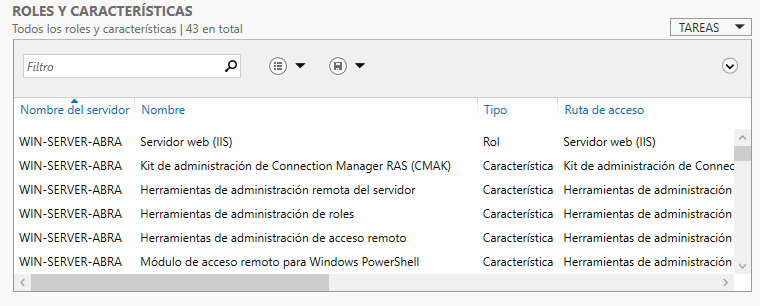 ROLES Y CARACTERÍSTICAS
Todos los roles y características | 43 en total
TAREAS
Filtro
Nombre del servidor Nombre Tipo Ruta de acceso
WIN-SERVER-ABRA Servidor web (IIS) Rol Servidor web (IIS)
WIN-SERVER-ABRA Kit de administración de Connection Manager RAS (CMAK) Característica Kit de administración de Connec
WIN-SERVER-ABRA Herramientas de administración remota del servidor Característica Herramientas de administración
WIN-SERVER-ABRA Herramientas de administración de roles Característica Herramientas de administración
WIN-SERVER-ABRA Herramientas de administración de acceso remoto Característica Herramientas de administración
WIN-SERVER-ABRA Módulo de acceso remoto para Windows PowerShell Característica Herramientas de administración